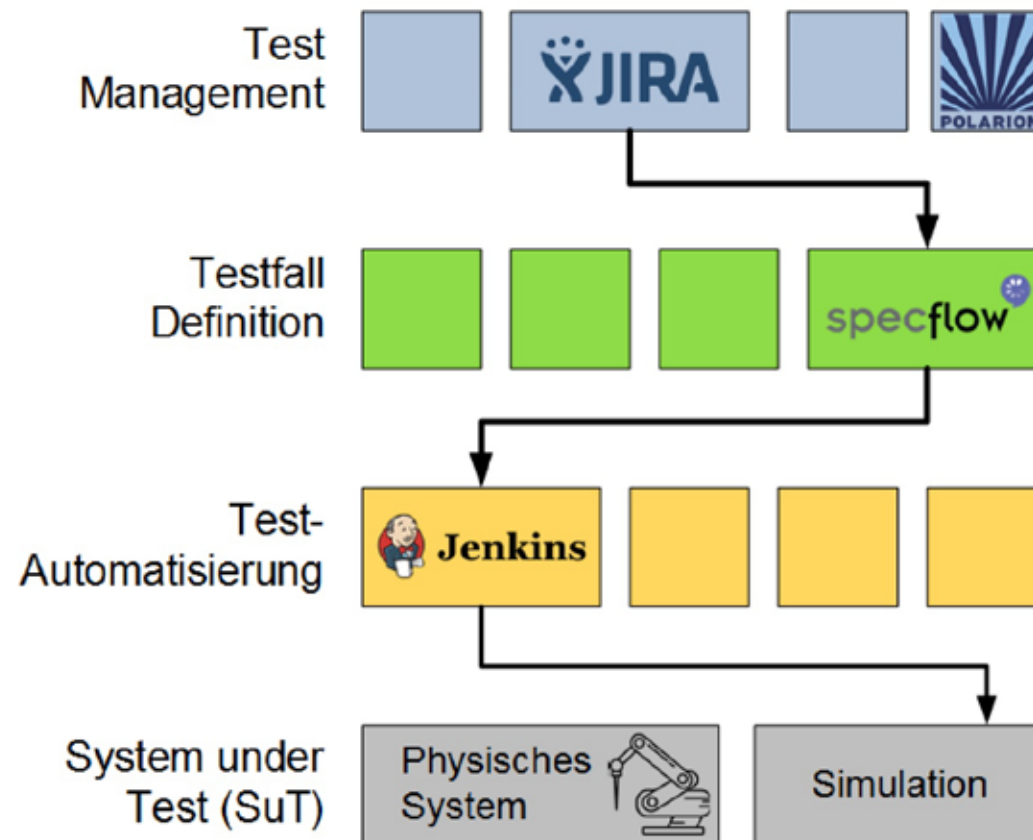 Test
Management
JIRA
POLARION
Testfall
Definition
specflow
Test-
Automatisierung
Jenkins
System under
Test (SuT)
Physisches
System
Simulation